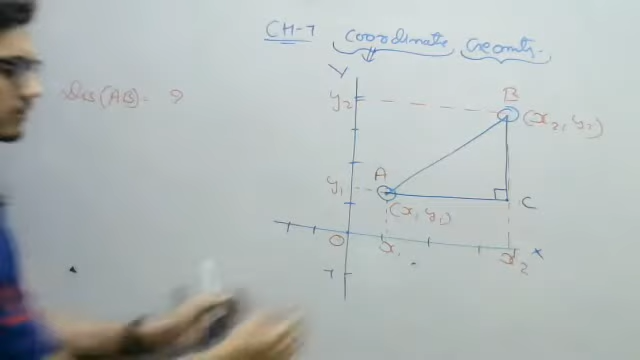 CH-7 Coordinate Geometry.
Dis(AB) = ?
Y
B
y₂
(x₂, y₂)
A
y₁
C
(x₁ y₁)
O
x₁
x₂
X